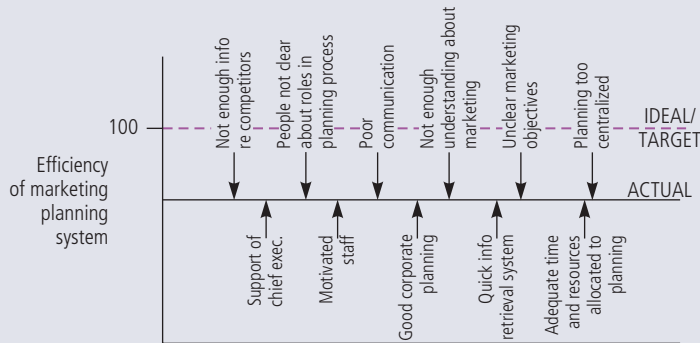 Not enough info
re competitors
People not clear
about roles in
planning process
Poor
communication
Not enough
understanding about
marketing
Unclear marketing
objectives
Planning too
centralized
IDEAL/
TARGET
100
Efficiency
of marketing
planning
system
ACTUAL
Support of
chief exec.
Motivated
staff
Good corporate
planning
Quick info
retrieval system
Adequate time
and resources
allocated to
planning